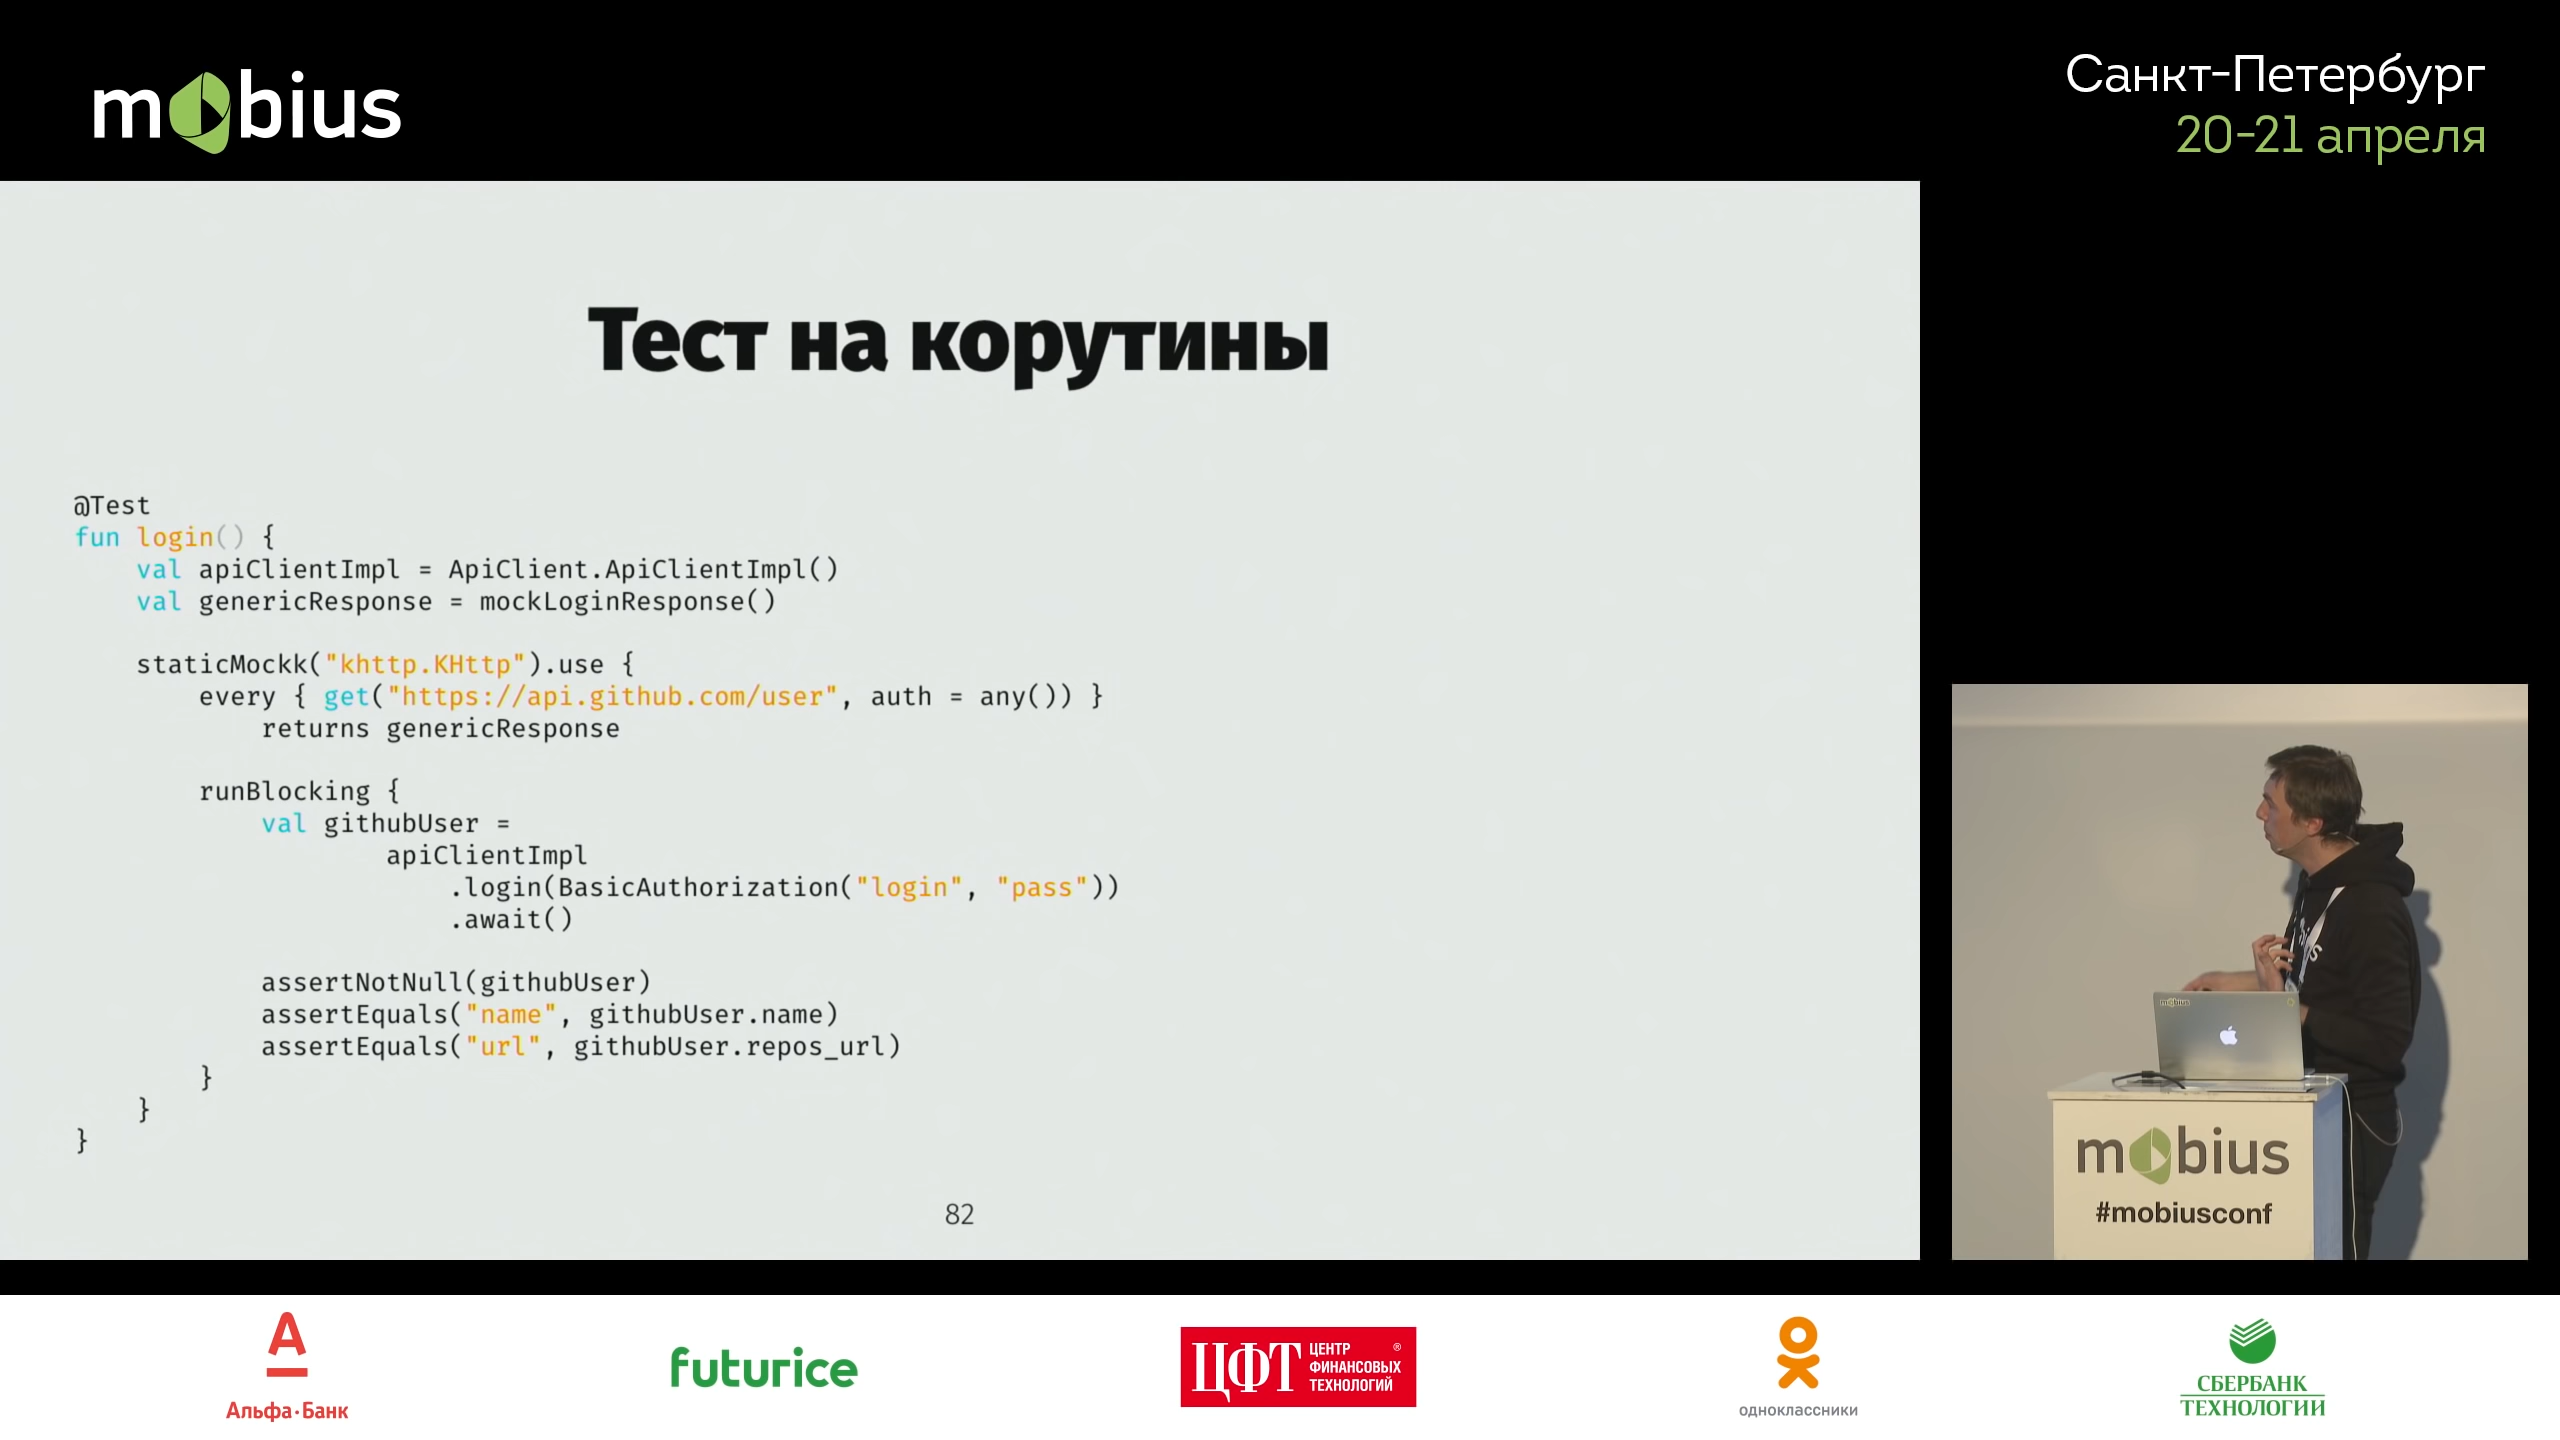 mobius
Санкт-Петербург
20-21 апреля
Тест на корутины
@Test
fun login() {
    val apiClientImpl = ApiClient.ApiClientImpl()
    val genericResponse = mockLoginResponse()
    staticMockk("khttp.KHttp").use {
        every { get("https://api.github.com/user", auth = any()) }
            returns genericResponse
        runBlocking {
            val githubUser =
                    apiClientImpl
                        .login(BasicAuthorization("login", "pass"))
                        .await()
            assertNotNull(githubUser)
            assertEquals("name", githubUser.name)
            assertEquals("url", githubUser.repos_url)
        }
    }
}
82
mobius
mobius
#mobiusconf
А
Альфа·Банк
futurice
ЦФТ ЦЕНТР ®
ФИНАНСОВЫХ
ТЕХНОЛОГИЙ
одноклассники
СБЕРБАНК
ТЕХНОЛОГИИ